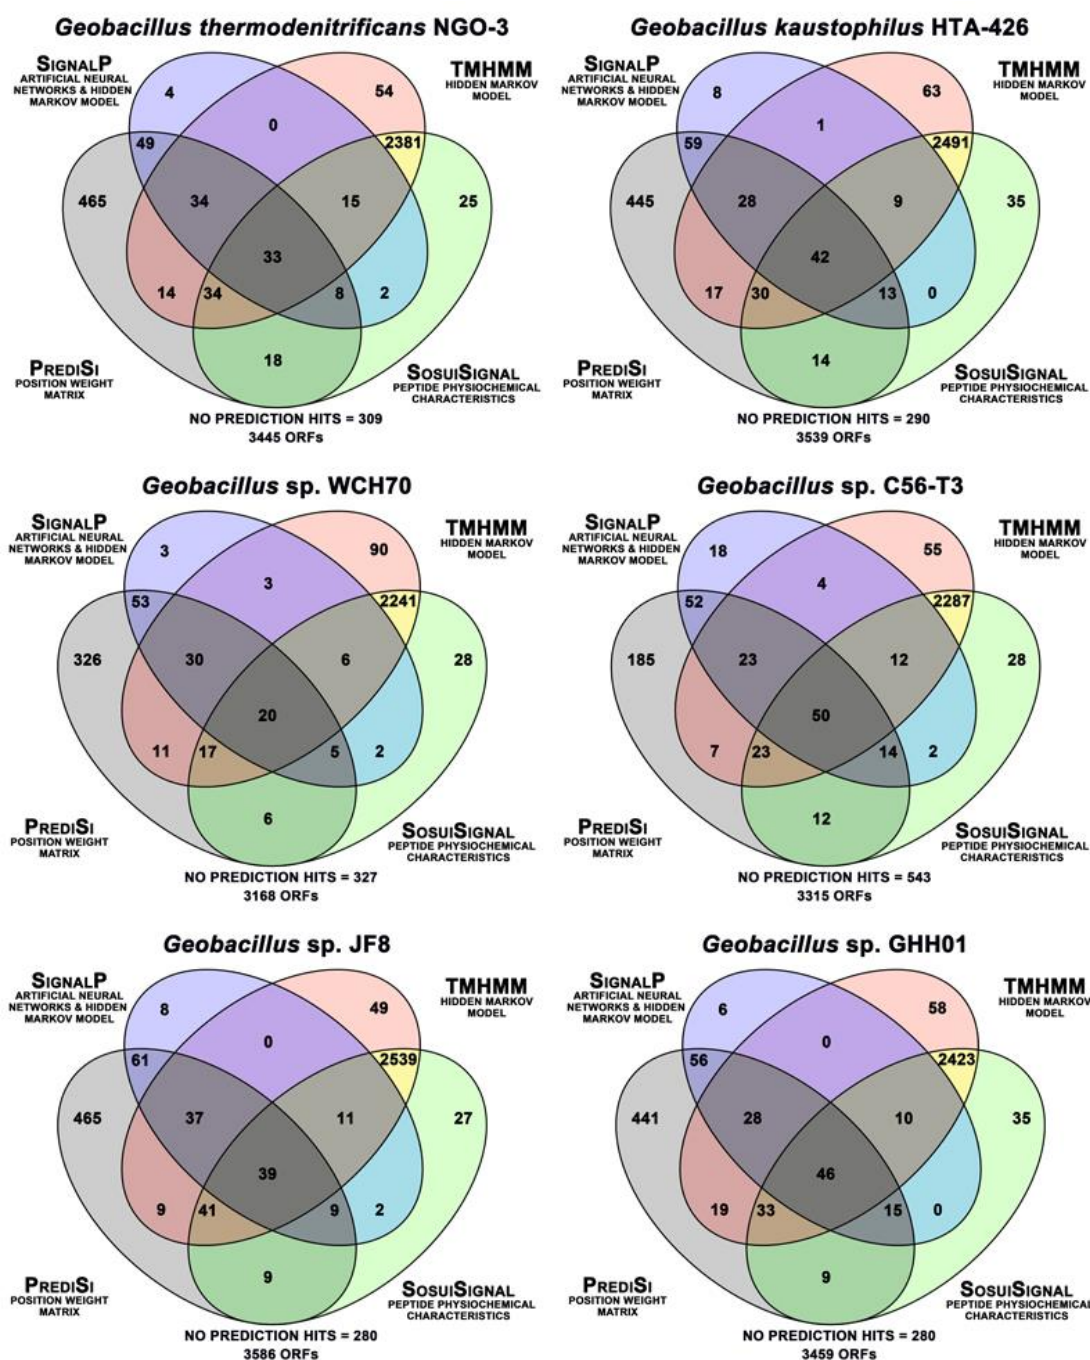 Geobacillus thermodenitrificans NGO-3
SIGNALP
ARTIFICIAL NEURAL
NETWORKS & HIDDEN
MARKOV MODEL
TMHMM
HIDDEN MARKOV
MODEL
4
54
0
49
2381
465
34
15
25
33
14
34
8
2
18
PREDISI
POSITION WEIGHT
MATRIX
SOSUISIGNAL
PEPTIDE PHYSIOCHEMICAL
CHARACTERISTICS
NO PREDICTION HITS = 309
3445 ORFs
Geobacillus kaustophilus HTA-426
SIGNALP
ARTIFICIAL NEURAL
NETWORKS & HIDDEN
MARKOV MODEL
TMHMM
HIDDEN MARKOV
MODEL
8
63
1
59
2491
445
28
9
35
42
17
30
13
0
14
PREDISI
POSITION WEIGHT
MATRIX
SOSUISIGNAL
PEPTIDE PHYSIOCHEMICAL
CHARACTERISTICS
NO PREDICTION HITS = 290
3539 ORFs
Geobacillus sp. WCH70
SIGNALP
ARTIFICIAL NEURAL
NETWORKS & HIDDEN
MARKOV MODEL
TMHMM
HIDDEN MARKOV
MODEL
3
90
3
53
2241
326
30
6
28
20
11
17
5
2
6
PREDISI
POSITION WEIGHT
MATRIX
SOSUISIGNAL
PEPTIDE PHYSIOCHEMICAL
CHARACTERISTICS
NO PREDICTION HITS = 327
3168 ORFs
Geobacillus sp. C56-T3
SIGNALP
ARTIFICIAL NEURAL
NETWORKS & HIDDEN
MARKOV MODEL
TMHMM
HIDDEN MARKOV
MODEL
18
55
4
52
2287
185
23
12
28
50
7
23
14
2
12
PREDISI
POSITION WEIGHT
MATRIX
SOSUISIGNAL
PEPTIDE PHYSIOCHEMICAL
CHARACTERISTICS
NO PREDICTION HITS = 543
3315 ORFs
Geobacillus sp. JF8
SIGNALP
ARTIFICIAL NEURAL
NETWORKS & HIDDEN
MARKOV MODEL
TMHMM
HIDDEN MARKOV
MODEL
8
49
0
61
2539
465
37
11
27
39
9
41
9
2
9
PREDISI
POSITION WEIGHT
MATRIX
SOSUISIGNAL
PEPTIDE PHYSIOCHEMICAL
CHARACTERISTICS
NO PREDICTION HITS = 280
3586 ORFs
Geobacillus sp. GHH01
SIGNALP
ARTIFICIAL NEURAL
NETWORKS & HIDDEN
MARKOV MODEL
TMHMM
HIDDEN MARKOV
MODEL
6
58
0
56
2423
441
28
10
35
46
19
33
15
0
9
PREDISI
POSITION WEIGHT
MATRIX
SOSUISIGNAL
PEPTIDE PHYSIOCHEMICAL
CHARACTERISTICS
NO PREDICTION HITS = 280
3459 ORFs